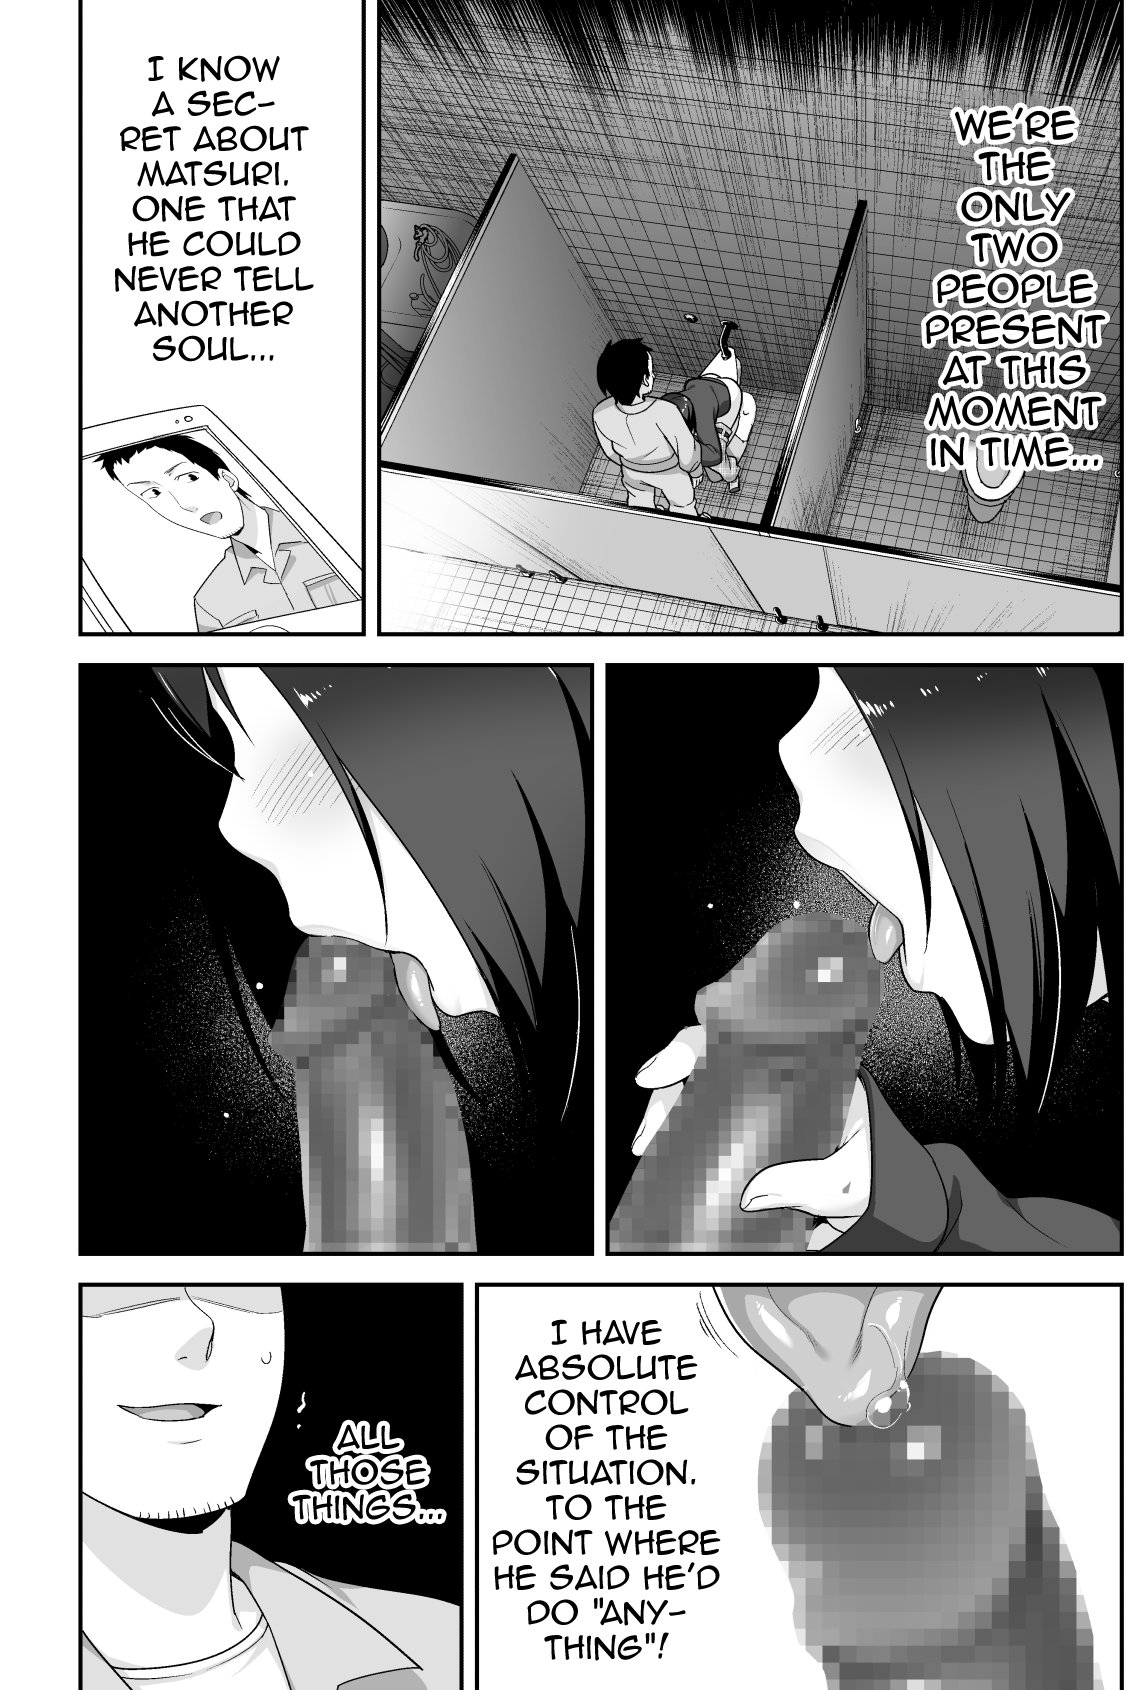 WE'RE
THE
ONLY
TWO
PEOPLE
PRESENT
AT THIS
MOMENT
IN TIME...
I KNOW
A SEC-
RET ABOUT
MATSURI.
ONE THAT
HE COULD
NEVER TELL
ANOTHER
SOUL...
I HAVE
ABSOLUTE
CONTROL
OF THE
SITUATION.
TO THE
POINT WHERE
HE SAID HE'D
DO "ANY-
THING"!
ALL
THOSE
THINGS...